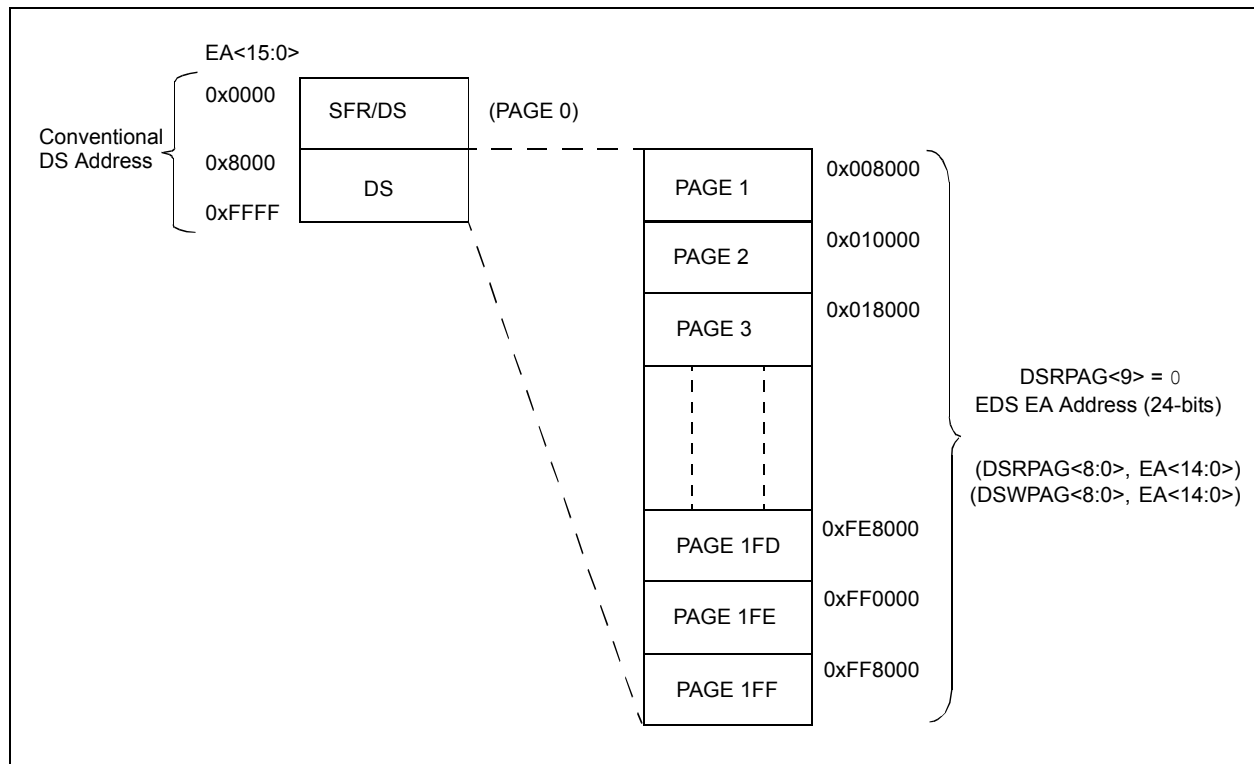 EA<15:0>
0x0000
SFR/DS
(PAGE 0)
Conventional
DS Address
0x8000
DS
0xFFFF
PAGE 1
0x008000
PAGE 2
0x010000
PAGE 3
0x018000
DSRPAG<9> = 0
EDS EA Address (24-bits)
(DSRPAG<8:0>, EA<14:0>)
(DSWPAG<8:0>, EA<14:0>)
PAGE 1FD
0xFE8000
PAGE 1FE
0xFF0000
PAGE 1FF
0xFF8000